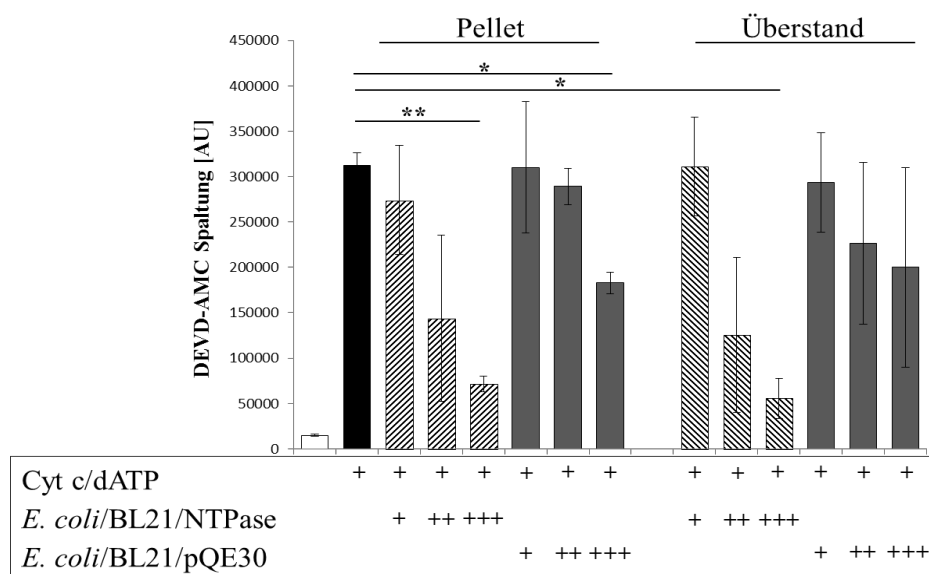 Pellet Überstand
450000
400000
350000
300000
250000
200000
150000
100000
50000
0
DEVD-AMC Spaltung [AU]
*
*
**
Cyt c/dATP + + + + + + + + + + + + +
E. coli/BL21/NTPase + ++ +++ + ++ +++
E. coli/BL21/pQE30 + ++ +++ + ++ +++